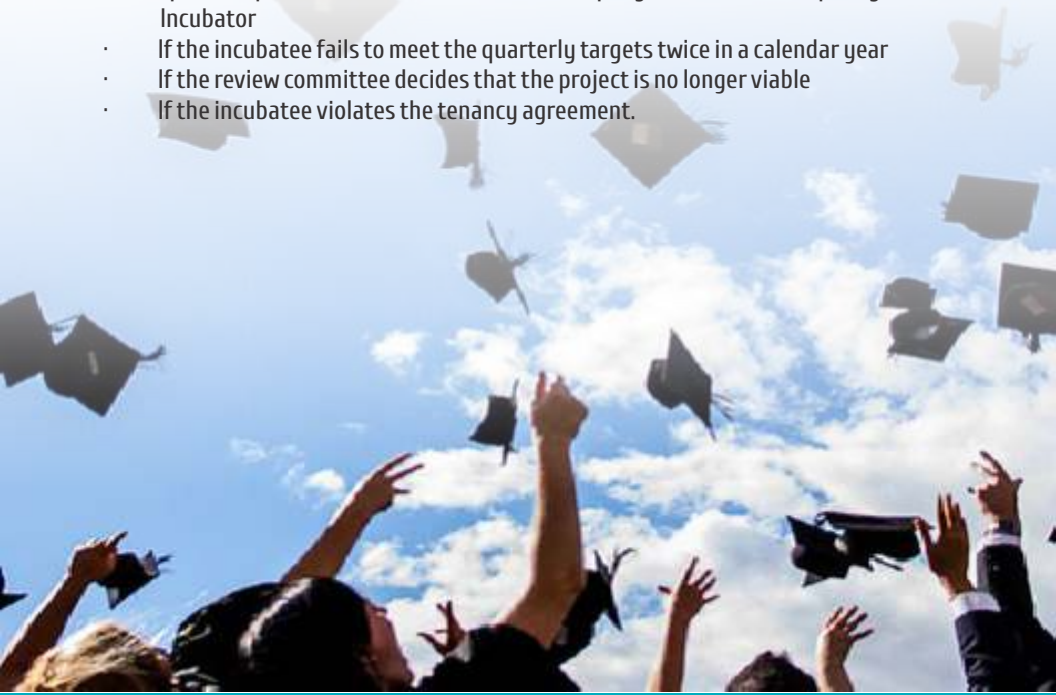 Incubator
· If the incubatee fails to meet the quarterly targets twice in a calendar year
· If the review committee decides that the project is no longer viable
· If the incubatee violates the tenancy agreement.